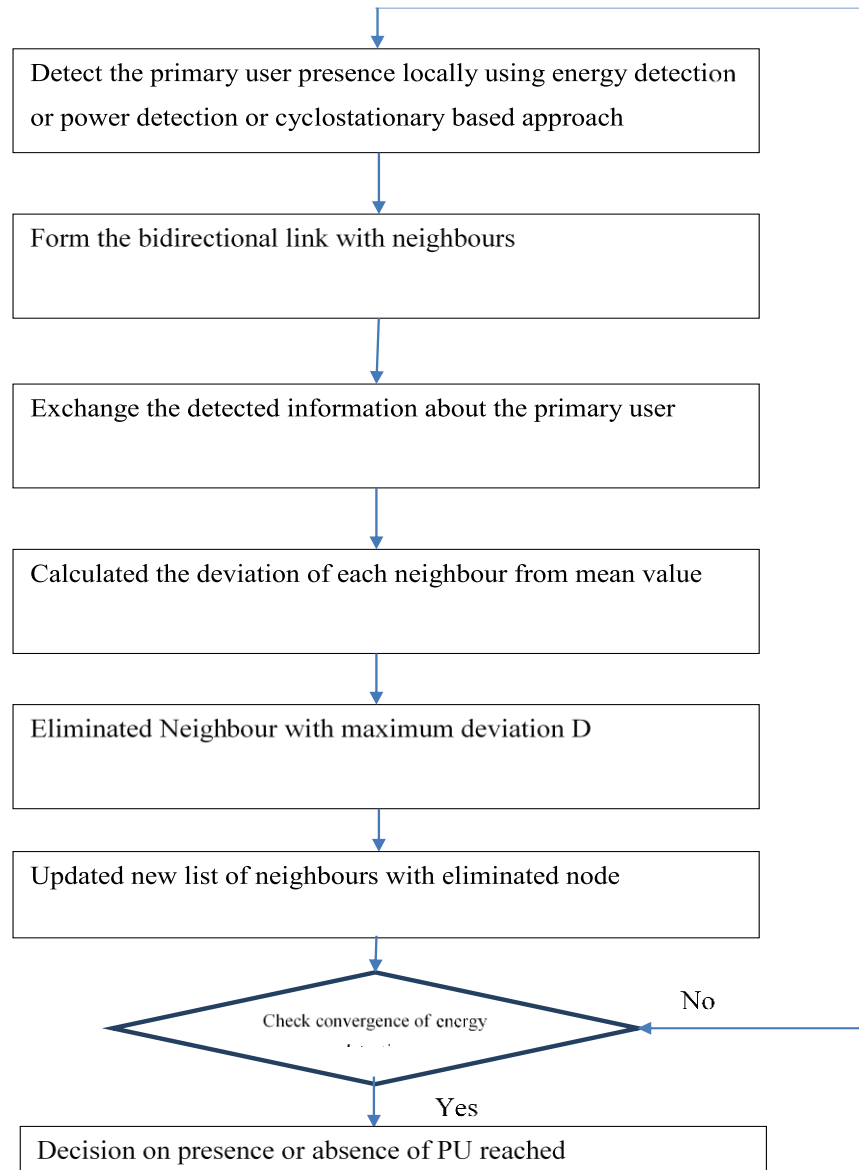 Detect the primary user presence locally using energy detection
or power detection or cyclostationary based approach
Form the bidirectional link with neighbours
Exchange the detected information about the primary user
Calculated the deviation of each neighbour from mean value
Eliminated Neighbour with maximum deviation D
Updated new list of neighbours with eliminated node
No
Check convergence of energy
Yes
Decision on presence or absence of PU reached